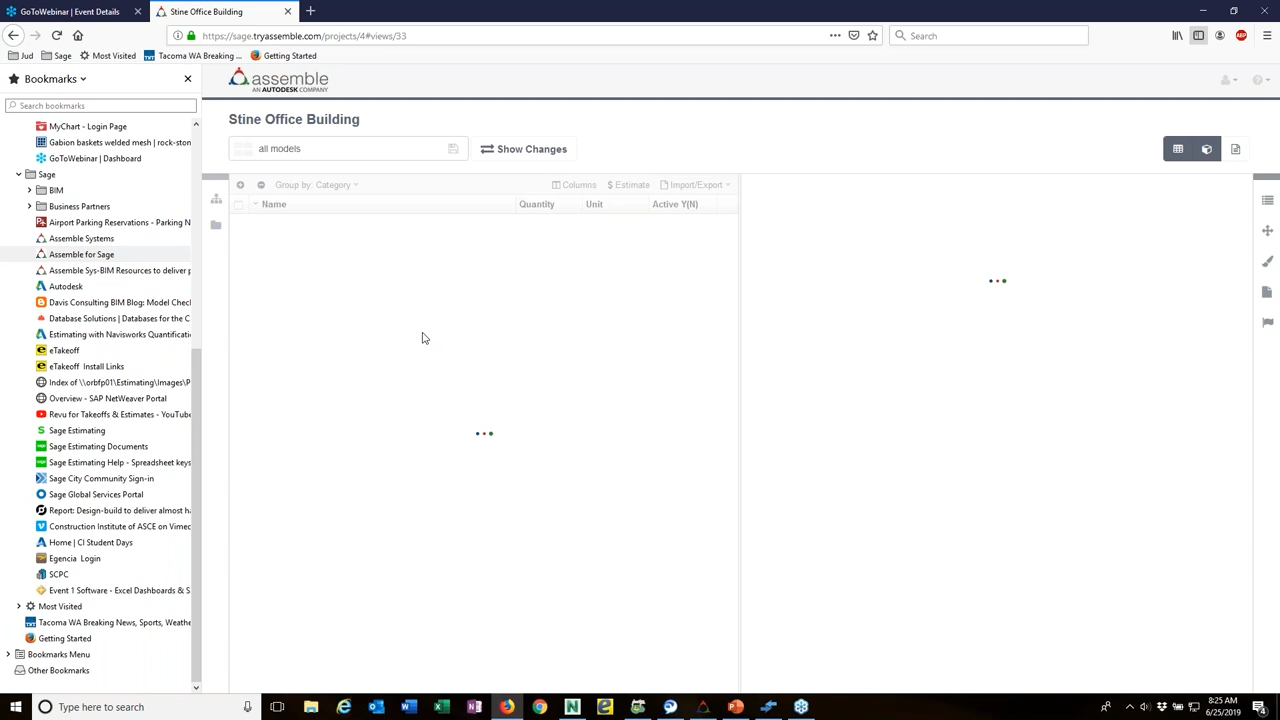 GoToWebinar | Event Details
Stine Office Building
https://sage.tryassemble.com/projects/4#views/33
Search
Jud
Sage
Most Visited
Tacoma WA Breaking ...
Getting Started
Bookmarks
Search bookmarks
MyChart - Login Page
Gabion baskets welded mesh | rock-ston
GoToWebinar | Dashboard
Sage
BIM
Business Partners
Airport Parking Reservations - Parking N
Assemble Systems
Assemble for Sage
Assemble Sys-BIM Resources to deliver p
Autodesk
Davis Consulting BIM Blog: Model Chec
Database Solutions | Databases for the C
Estimating with Navisworks Quantificati
eTakeoff
eTakeoff Install Links
Index of \\orbfp01\Estimating\Images\P
Overview - SAP NetWeaver Portal
Revu for Takeoffs & Estimates - YouTube
Sage Estimating
Sage Estimating Documents
Sage Estimating Help - Spreadsheet keys
Sage City Community Sign-in
Sage Global Services Portal
Report: Design-build to deliver almost ha
Construction Institute of ASCE on Vimec
Home | CI Student Days
Egencia Login
SCPC
Event 1 Software - Excel Dashboards & S
Most Visited
Tacoma WA Breaking News, Sports, Weathe
Getting Started
Bookmarks Menu
Other Bookmarks
assemble
AN AUTODESK COMPANY
Stine Office Building
all models
Show Changes
Group by: Category
Columns
$ Estimate
Import/Export
Name
Quantity
Unit
Active Y(N)
Type here to search
8:25 AM
6/25/2019
4